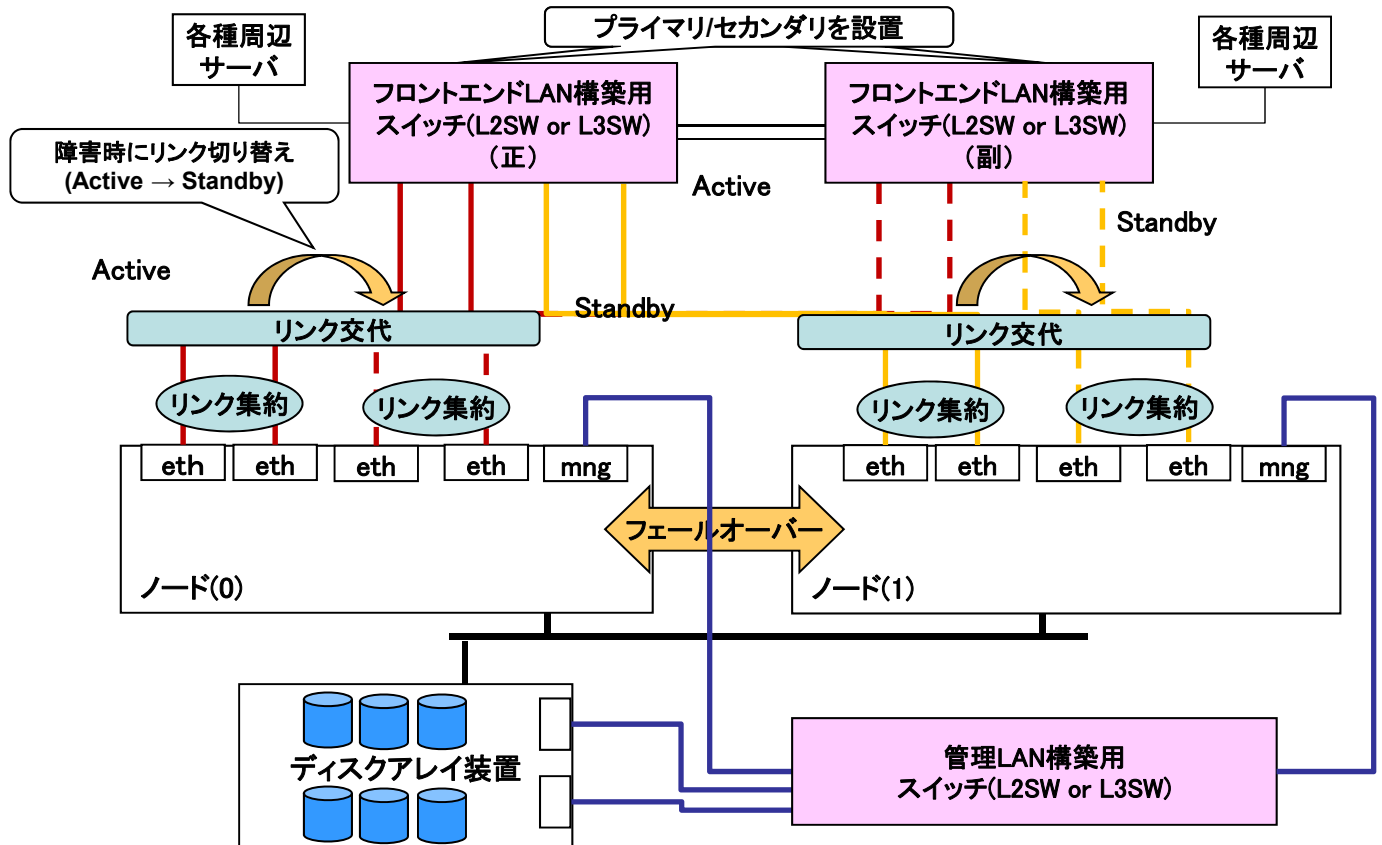 プライマリ/セカンダリを設置
各種周辺
サーバ
各種周辺
サーバ
フロントエンドLAN構築用
スイッチ(L2SW or L3SW)
（正）
フロントエンドLAN構築用
スイッチ(L2SW or L3SW)
（副）
障害時にリンク切り替え
(Active → Standby)
Active
Standby
Active
Standby
リンク交代
リンク交代
リンク集約
リンク集約
リンク集約
リンク集約
eth
eth
eth
eth
mng
eth
eth
eth
eth
mng
フェールオーバー
ノード(0)
ノード(1)
ディスクアレイ装置
管理LAN構築用
スイッチ(L2SW or L3SW)